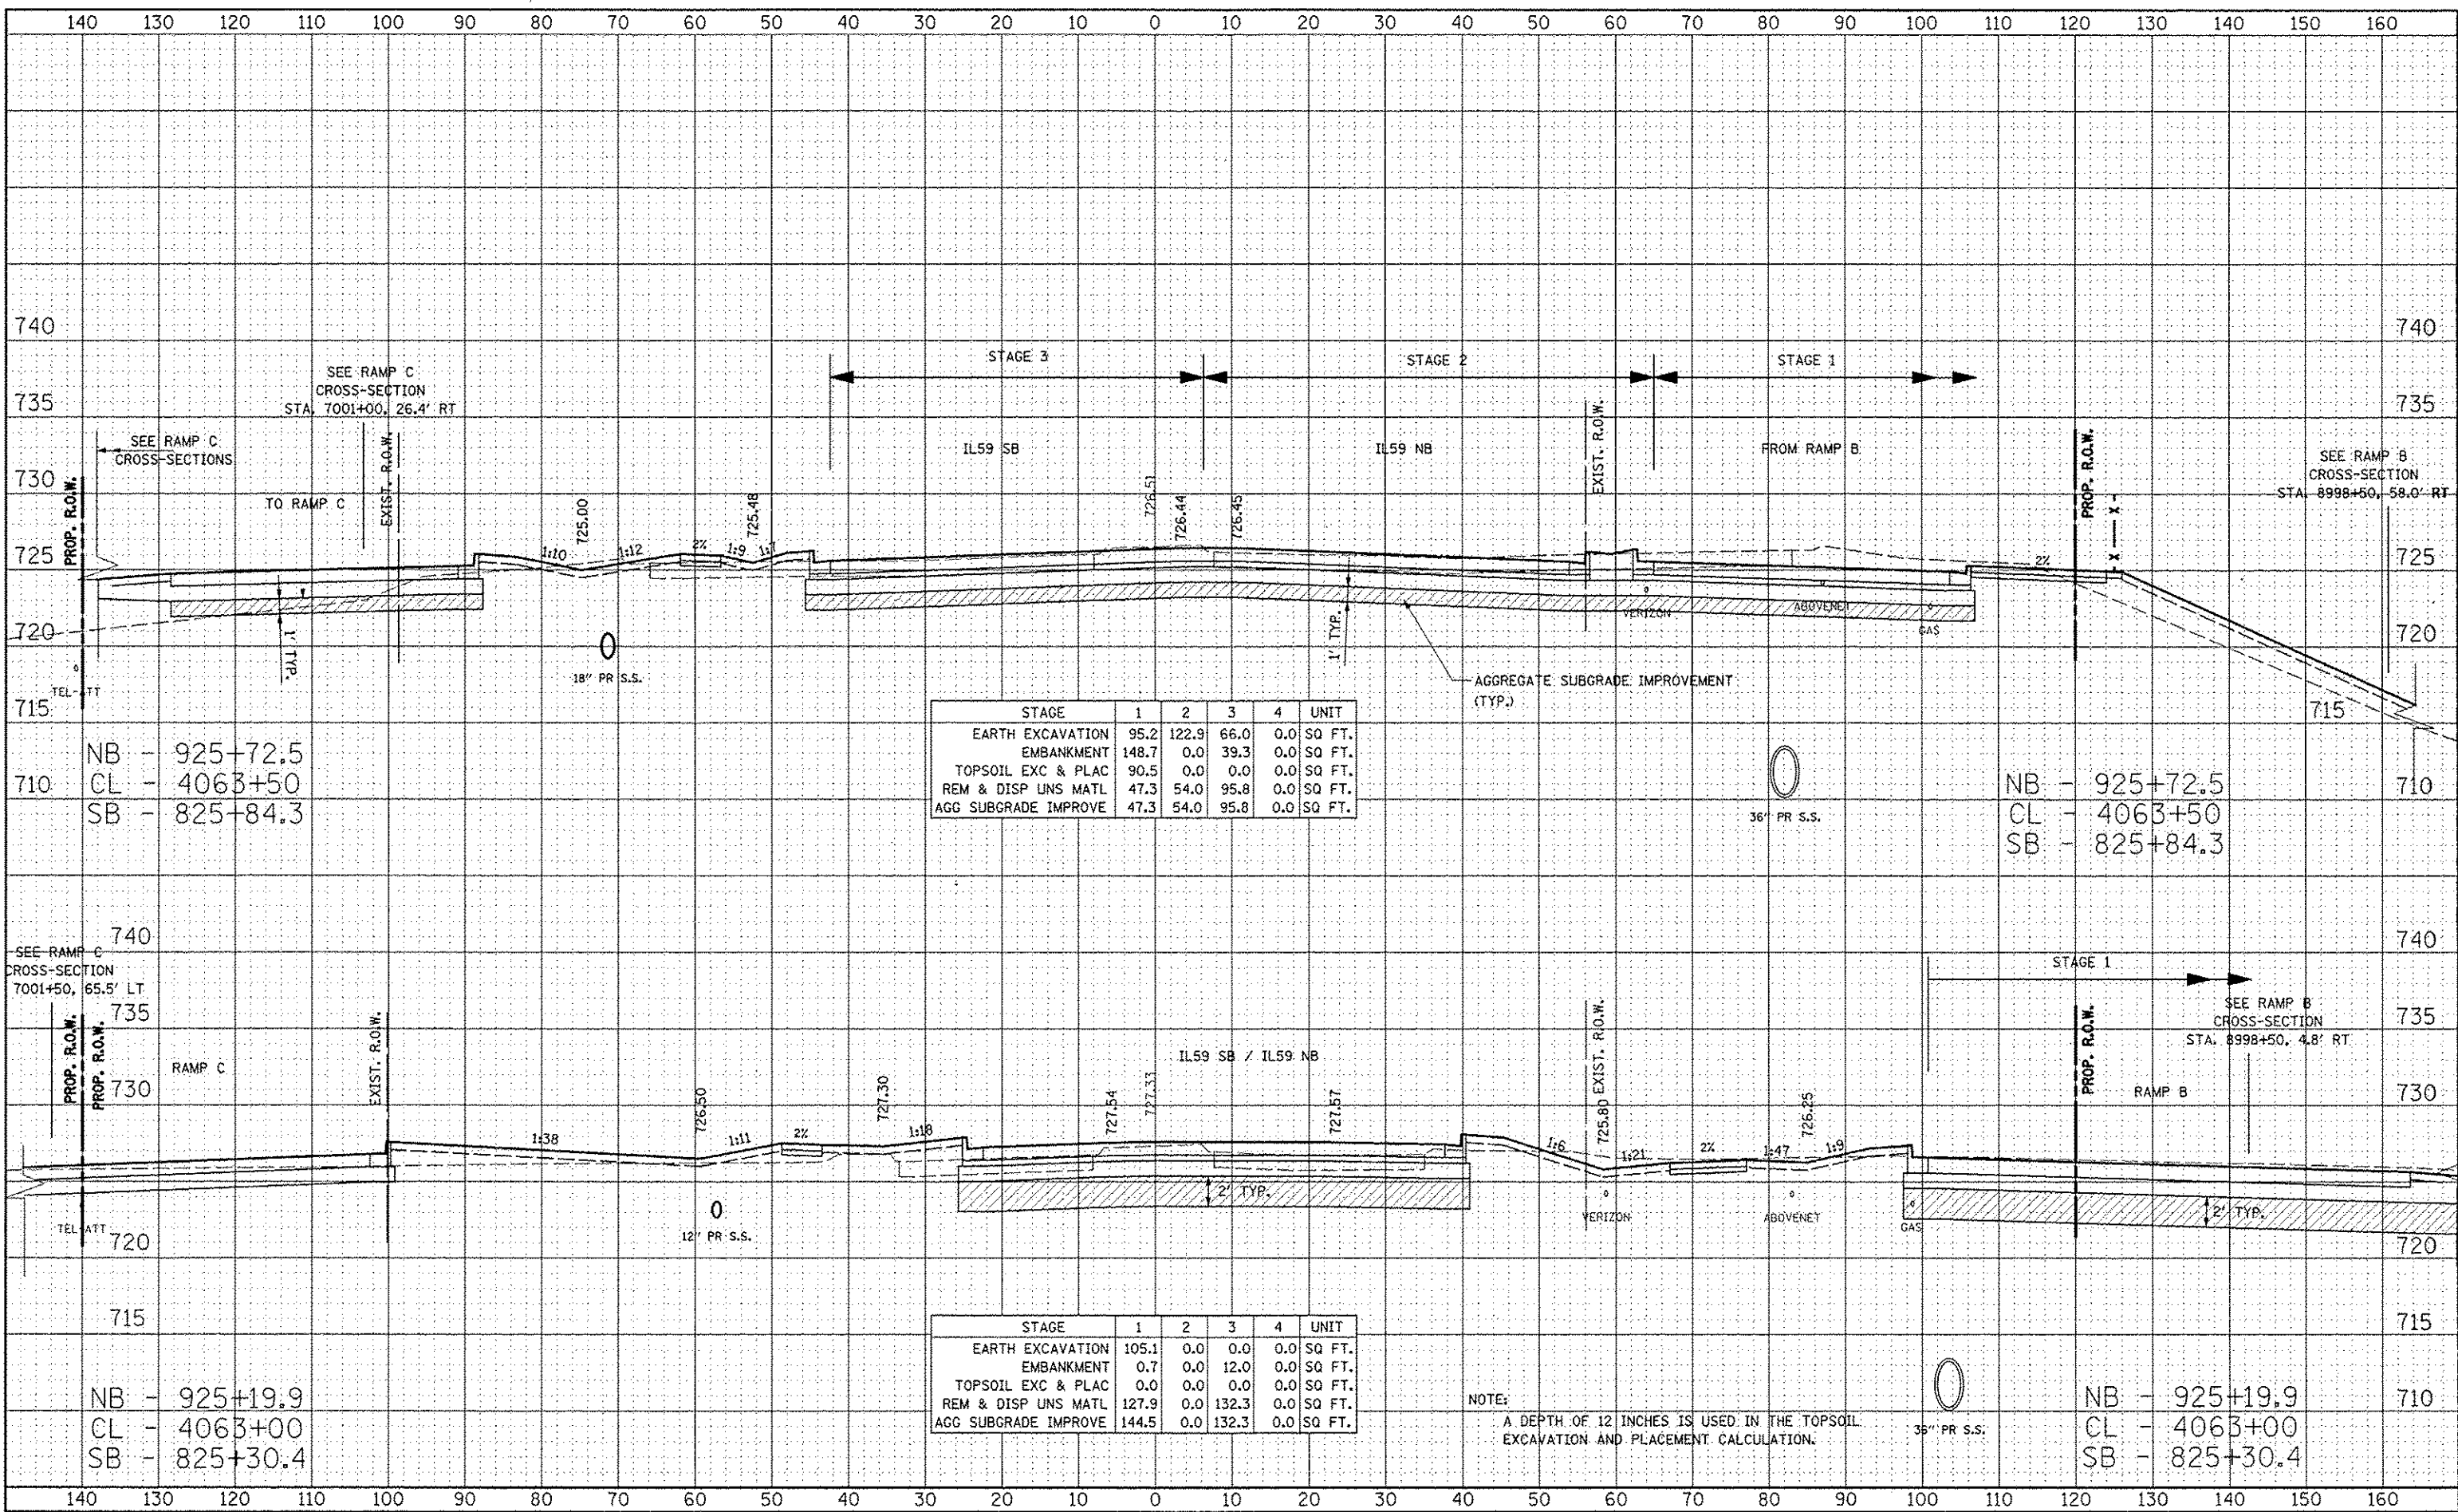 140 130 120 110 100 90 80 70 60 50 40 30 20 10 0 10 20 30 40 50 60 70 80 90 100 110 120 130 140 150 160
740 740
STAGE 3 STAGE 2 STAGE 1
SEE RAMP C
CROSS-SECTION
STA. 7001+00, 26.4' RT
735 735
SEE RAMP C
CROSS-SECTIONS
IL59 SB IL59 NB FROM RAMP B
SEE RAMP B
CROSS-SECTION
STA. 8998+50, 58.0' RT
730 730
TO RAMP C
PROP. R.O.W.
EXIST. R.O.W.
725.00
725.48
726.51
726.44
726.45
EXIST. R.O.W.
PROP. R.O.W.
X X
725 1:10 1:12 2% 1:9 1:7 2% 725
VERIZON ABOVENET
GAS
720 720
1' TYP. 1' TYP.
18" PR S.S.
TEL-ATT
AGGREGATE SUBGRADE IMPROVEMENT
(TYP.)
715 715
STAGE 1 2 3 4 UNIT
EARTH EXCAVATION 95.2 122.9 66.0 0.0 SQ FT.
EMBANKMENT 148.7 0.0 39.3 0.0 SQ FT.
TOPSOIL EXC & PLAC 90.5 0.0 0.0 0.0 SQ FT.
REM & DISP UNS MATL 47.3 54.0 95.8 0.0 SQ FT.
AGG SUBGRADE IMPROVE 47.3 54.0 95.8 0.0 SQ FT.
710 710
NB - 925+72.5
CL - 4063+50
SB - 825+84.3
36" PR S.S.
NB - 925+72.5
CL - 4063+50
SB - 825+84.3
740 740
SEE RAMP C
CROSS-SECTION
7001+50, 65.5' LT
STAGE 1
SEE RAMP B
CROSS-SECTION
STA. 8998+50, 4.8' RT
735 735
PROP. R.O.W.
PROP. R.O.W.
RAMP C
EXIST. R.O.W.
IL59 SB / IL59 NB
EXIST. R.O.W.
PROP. R.O.W.
RAMP B
730 730
726.50
727.30
727.54
727.33
727.57
725.80
726.25
1:38 1:11 2% 1:18 1:6 1:21 2% 1:47 1:9
2' TYP. 2' TYP.
TEL-ATT
VERIZON ABOVENET GAS
12" PR S.S.
720 720
715 715
STAGE 1 2 3 4 UNIT
EARTH EXCAVATION 105.1 0.0 0.0 0.0 SQ FT.
EMBANKMENT 0.7 0.0 12.0 0.0 SQ FT.
TOPSOIL EXC & PLAC 0.0 0.0 0.0 0.0 SQ FT.
REM & DISP UNS MATL 127.9 0.0 132.3 0.0 SQ FT.
AGG SUBGRADE IMPROVE 144.5 0.0 132.3 0.0 SQ FT.
NB - 925+19.9
CL - 4063+00
SB - 825+30.4
NOTE:
A DEPTH OF 12 INCHES IS USED IN THE TOPSOIL
EXCAVATION AND PLACEMENT CALCULATION.
36" PR S.S.
NB - 925+19.9
CL - 4063+00
SB - 825+30.4
710
140 130 120 110 100 90 80 70 60 50 40 30 20 10 0 10 20 30 40 50 60 70 80 90 100 110 120 130 140 150 160